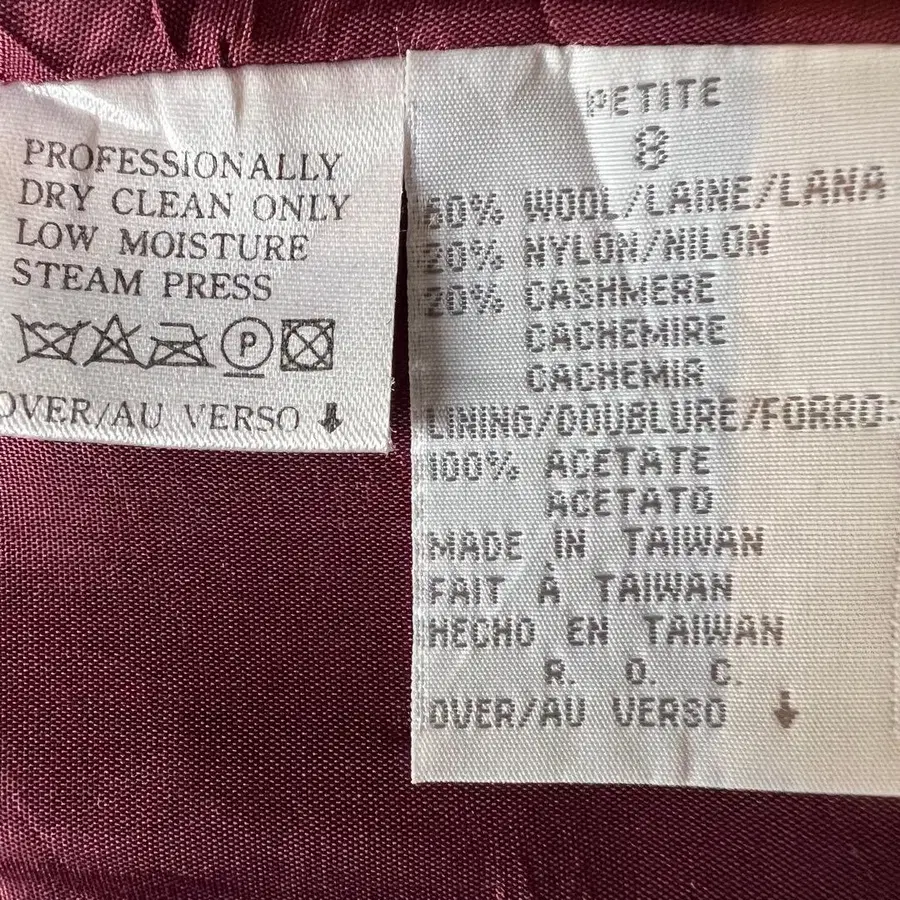 PROFESSIONALLY
DRY CLEAN ONLY
LOW MOISTURE
STEAM PRESS
P
OVER/AU VERSO
PETITE
8
60% WOOL/LAINE/LANA
20% NYLON/NILON
20% CASHMERE
CACHEMIRE
CACHEMIR
LINING/DOUBLURE/FORRO:
100% ACETATE
ACETATO
MADE IN TAIWAN
FAIT À TAIWAN
HECHO EN TAIWAN
R. O. C.
OVER/AU VERSO